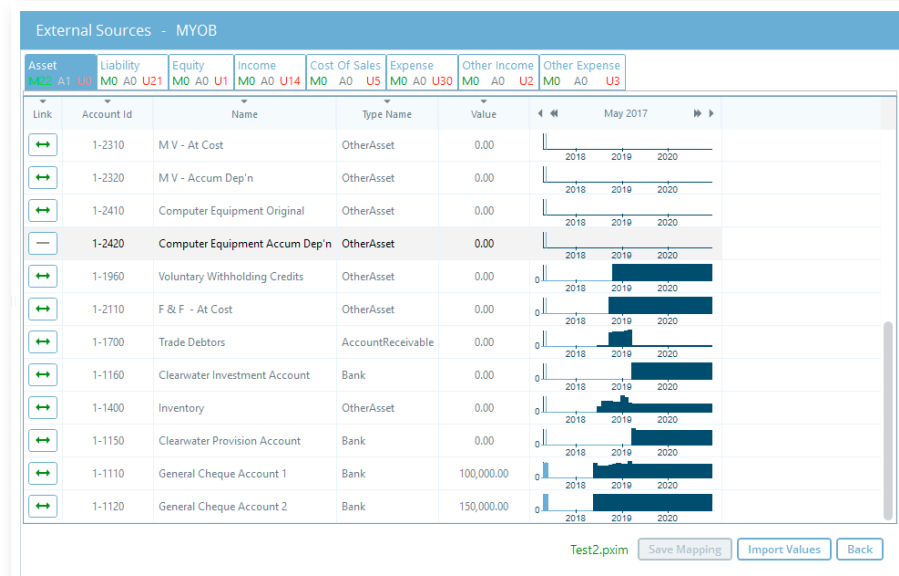 External Sources - MYOB
Asset Liability Equity Income Cost Of Sales Expense Other Income Other Expense
M22 A1 U0 M0 A0 U21 M0 A0 U1 M0 A0 U14 M0 A0 U5 M0 A0 U30 M0 A0 U2 M0 A0 U3
Link Account Id Name Type Name Value May 2017
1-2310 M V - At Cost OtherAsset 0.00
2018 2019 2020
1-2320 M V - Accum Dep'n OtherAsset 0.00
2018 2019 2020
1-2410 Computer Equipment Original OtherAsset 0.00
2018 2019 2020
1-2420 Computer Equipment Accum Dep'n OtherAsset 0.00
2018 2019 2020
1-1960 Voluntary Withholding Credits OtherAsset 0.00 0
2018 2019 2020
1-2110 F & F - At Cost OtherAsset 0.00 0
2018 2019 2020
1-1700 Trade Debtors AccountReceivable 0.00 0
2018 2019 2020
1-1160 Clearwater Investment Account Bank 0.00 0
2018 2019 2020
1-1400 Inventory OtherAsset 0.00 0
2018 2019 2020
1-1150 Clearwater Provision Account Bank 0.00 0
2018 2019 2020
1-1110 General Cheque Account 1 Bank 100,000.00 0
2018 2019 2020
1-1120 General Cheque Account 2 Bank 150,000.00 0
2018 2019 2020
Test2.pxim Save Mapping Import Values Back